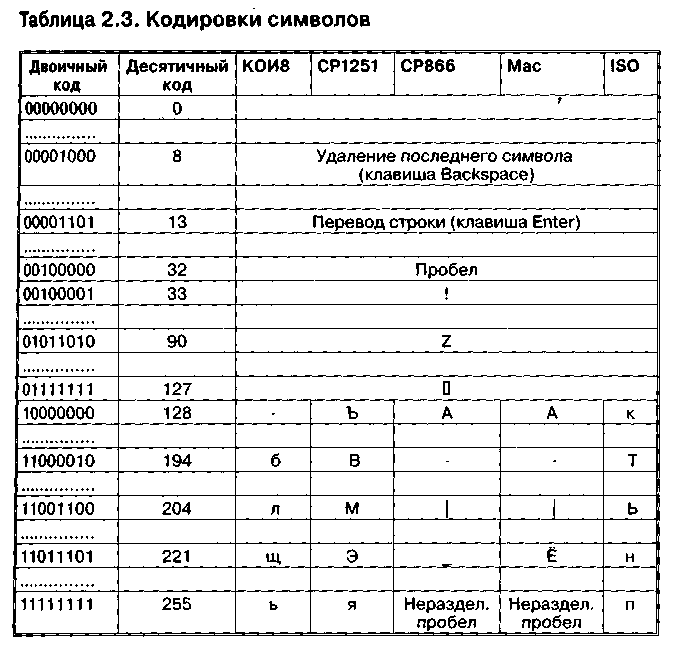 Таблица 2.3. Кодировки символов
Двоичный код Десятичный код КОИ8 CP1251 CP866 Mac ISO
00000000 0
...............
00001000 8 Удаление последнего символа (клавиша Backspace)
...............
00001101 13 Перевод строки (клавиша Enter)
...............
00100000 32 Пробел
00100001 33 !
...............
01011010 90 Z
...............
01111111 127 []
10000000 128 - Ъ А А к
...............
11000010 194 б В - - Т
...............
11001100 204 л М | | Ь
...............
11011101 221 щ Э _ Ё н
...............
11111111 255 ь я Нераздел. пробел Нераздел. пробел п